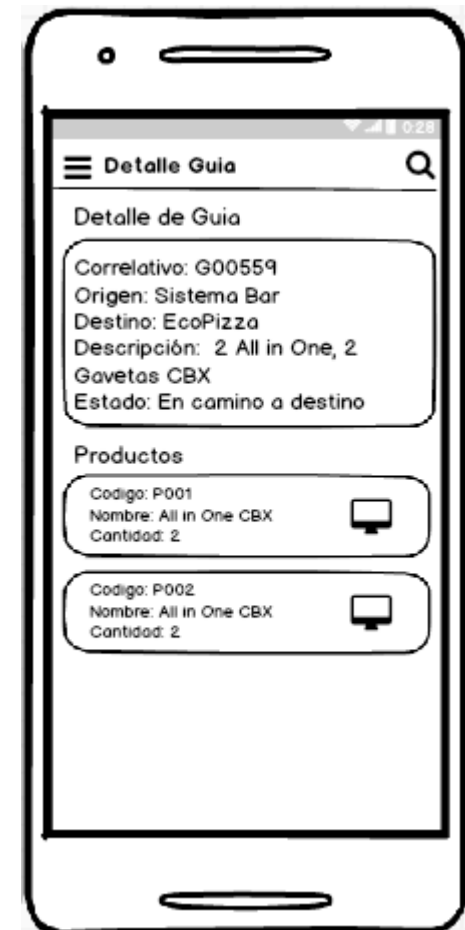 0:28
Detalle Guia
Detalle de Guia
Correlativo: G00559
Origen: Sistema Bar
Destino: EcoPizza
Descripción: 2 All in One, 2
Gavetas CBX
Estado: En camino a destino
Productos
Codigo: P001
Nombre: All in One CBX
Cantidad: 2
Codigo: P002
Nombre: All in One CBX
Cantidad: 2